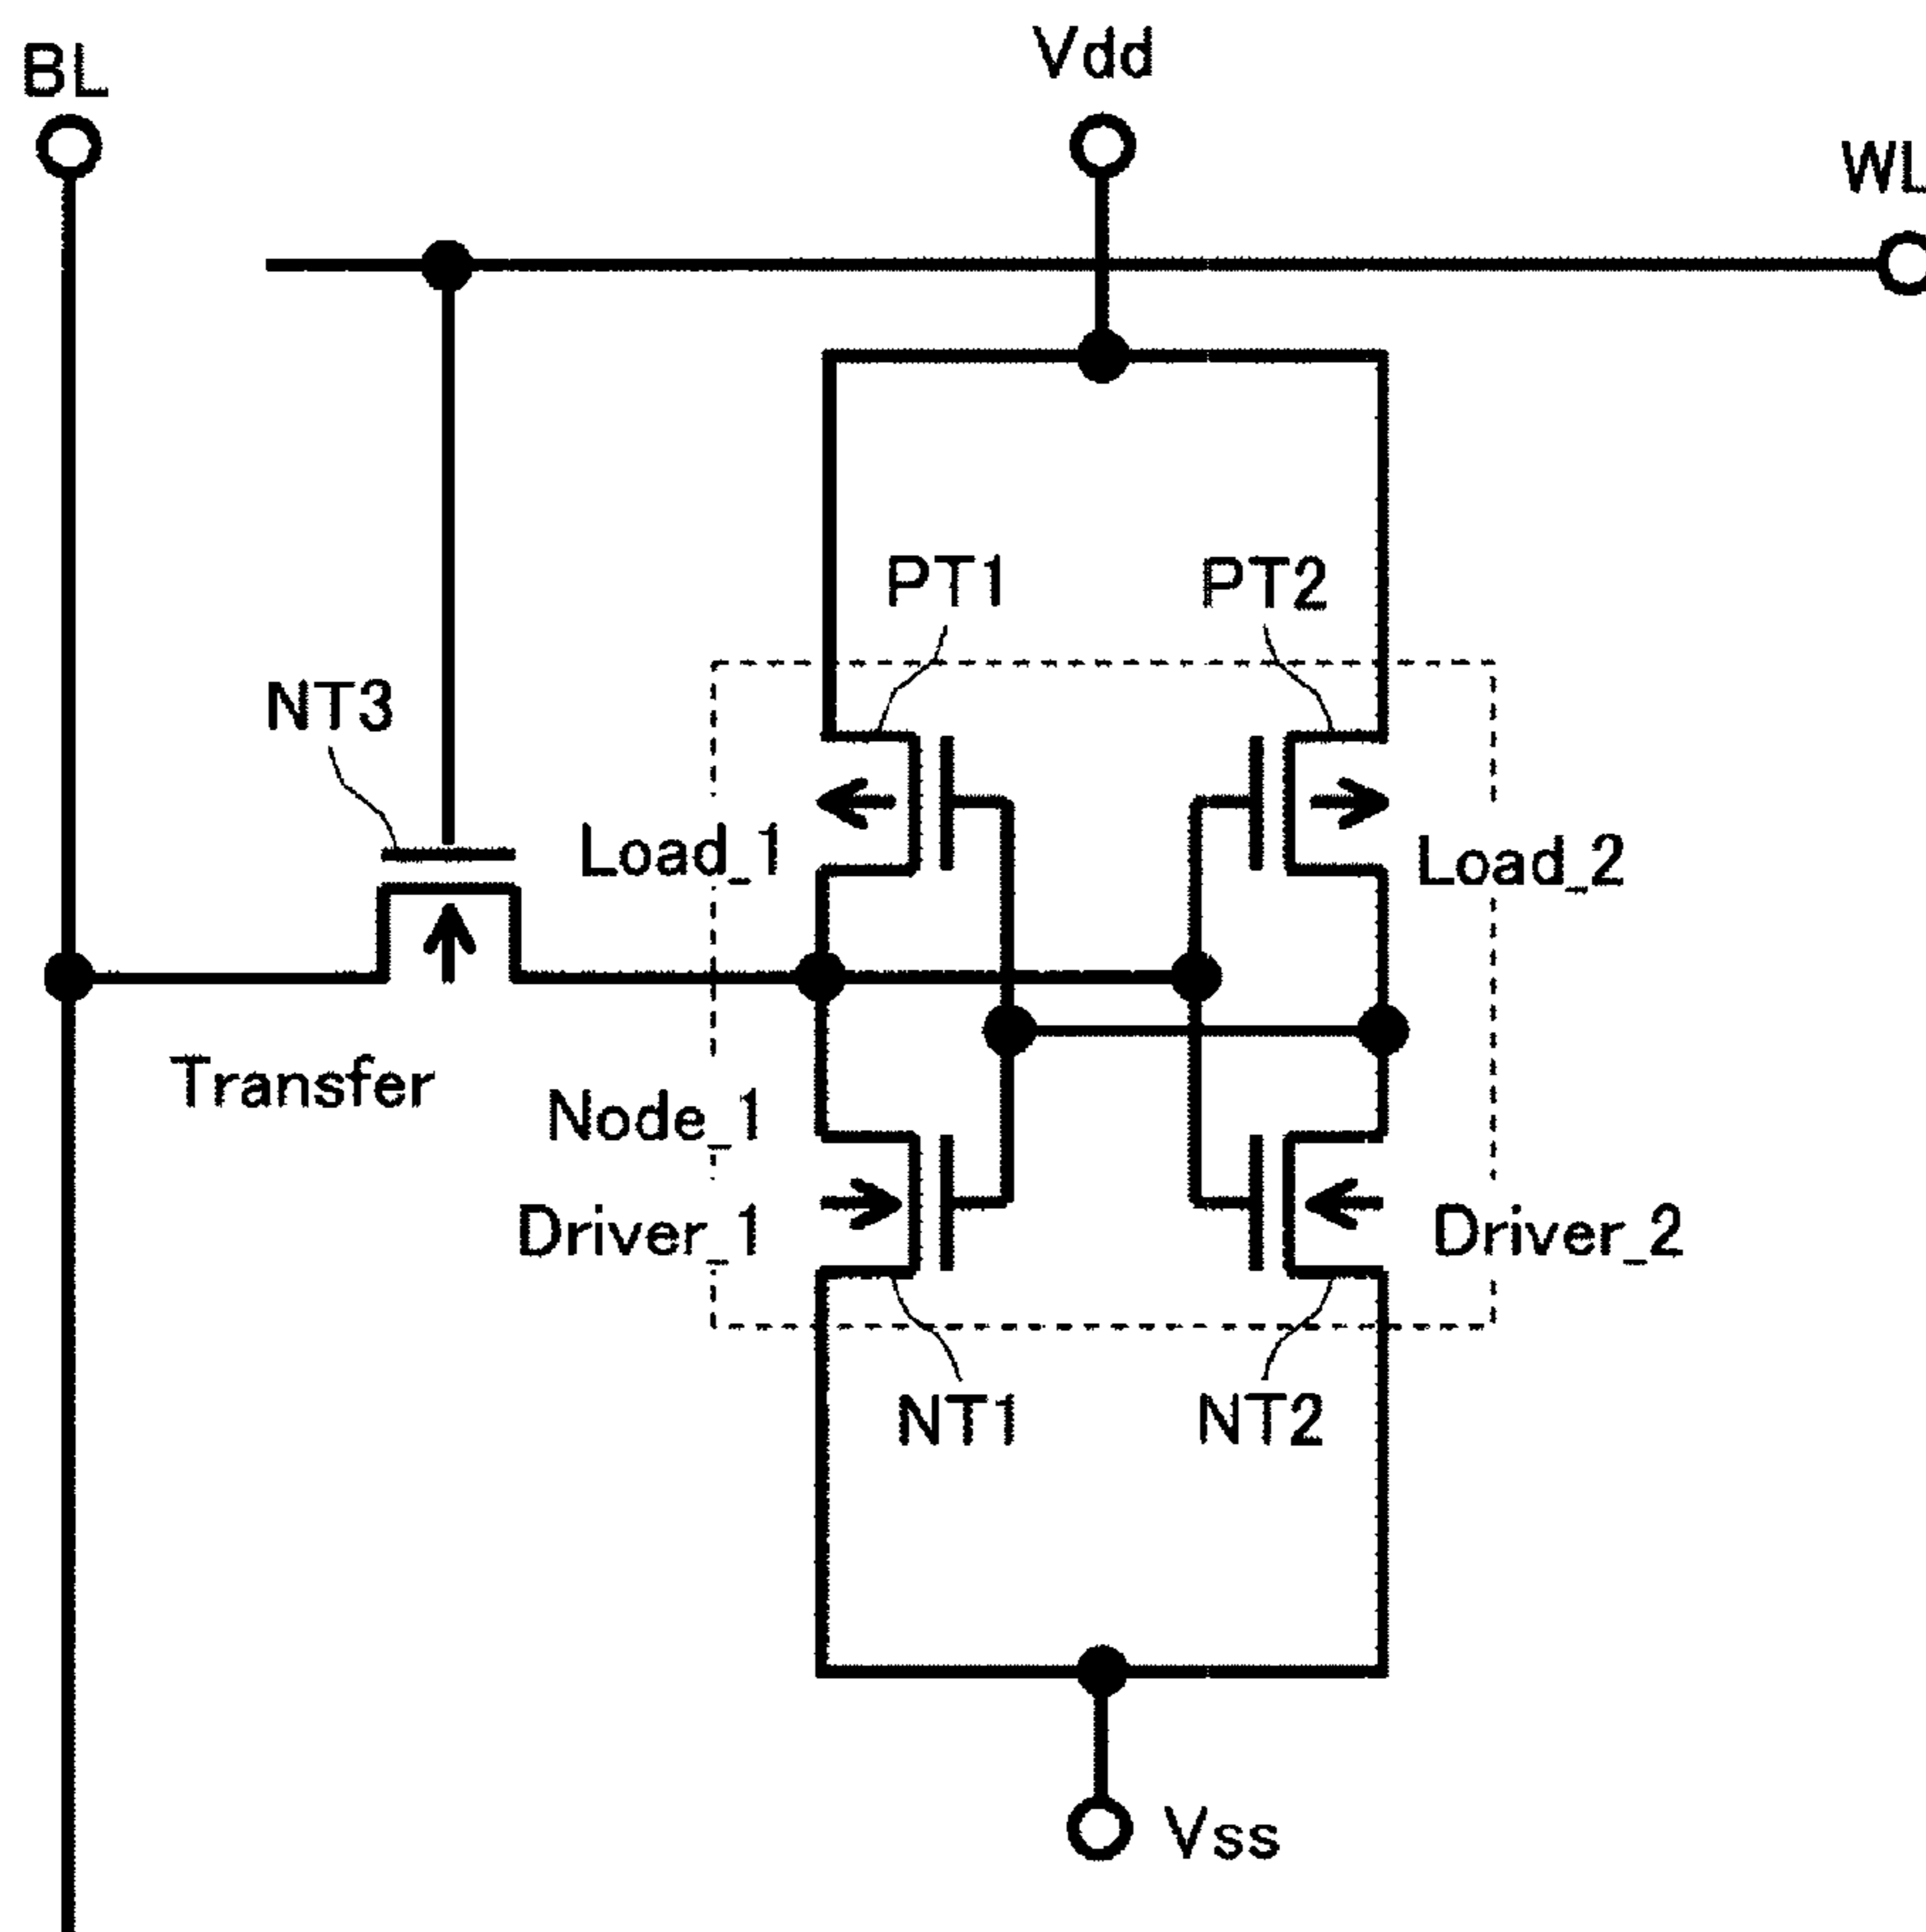 BL
Vdd
WL
PT1
PT2
NT3
Load_1
Load_2
Transfer
Node_1
Driver_1
Driver_2
NT1
NT2
Vss